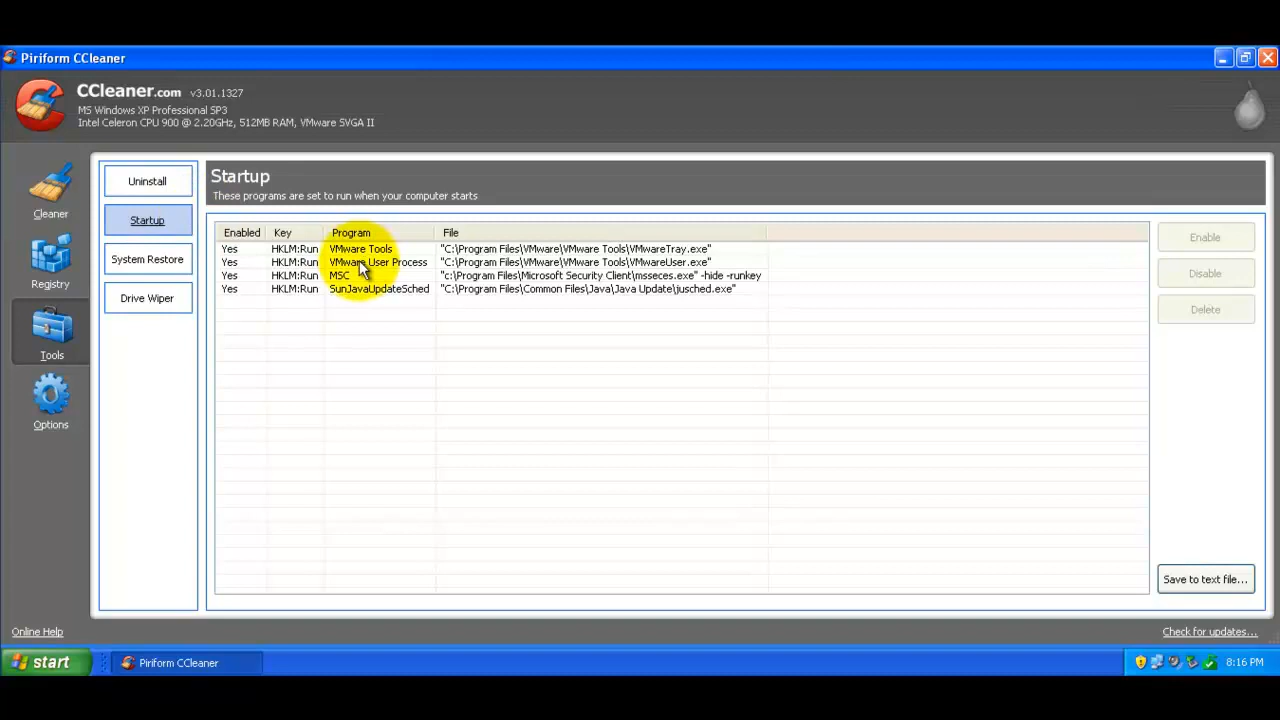 Piriform CCleaner
CCleaner.com v3.01.1327
MS Windows XP Professional SP3
Intel Celeron CPU 900 @ 2.20GHz, 512MB RAM, VMware SVGA II
Cleaner
Registry
Tools
Options
Uninstall
Startup
System Restore
Drive Wiper
Startup
These programs are set to run when your computer starts
Enabled Key Program File
Yes HKLM:Run VMware Tools "C:\Program Files\VMware\VMware Tools\VMwareTray.exe"
Yes HKLM:Run VMware User Process "C:\Program Files\VMware\VMware Tools\VMwareUser.exe"
Yes HKLM:Run MSC "c:\Program Files\Microsoft Security Client\msseces.exe" -hide -runkey
Yes HKLM:Run SunJavaUpdateSched "C:\Program Files\Common Files\Java\Java Update\jusched.exe"
Enable
Disable
Delete
Save to text file...
Online Help
Check for updates...
start
Piriform CCleaner
8:16 PM